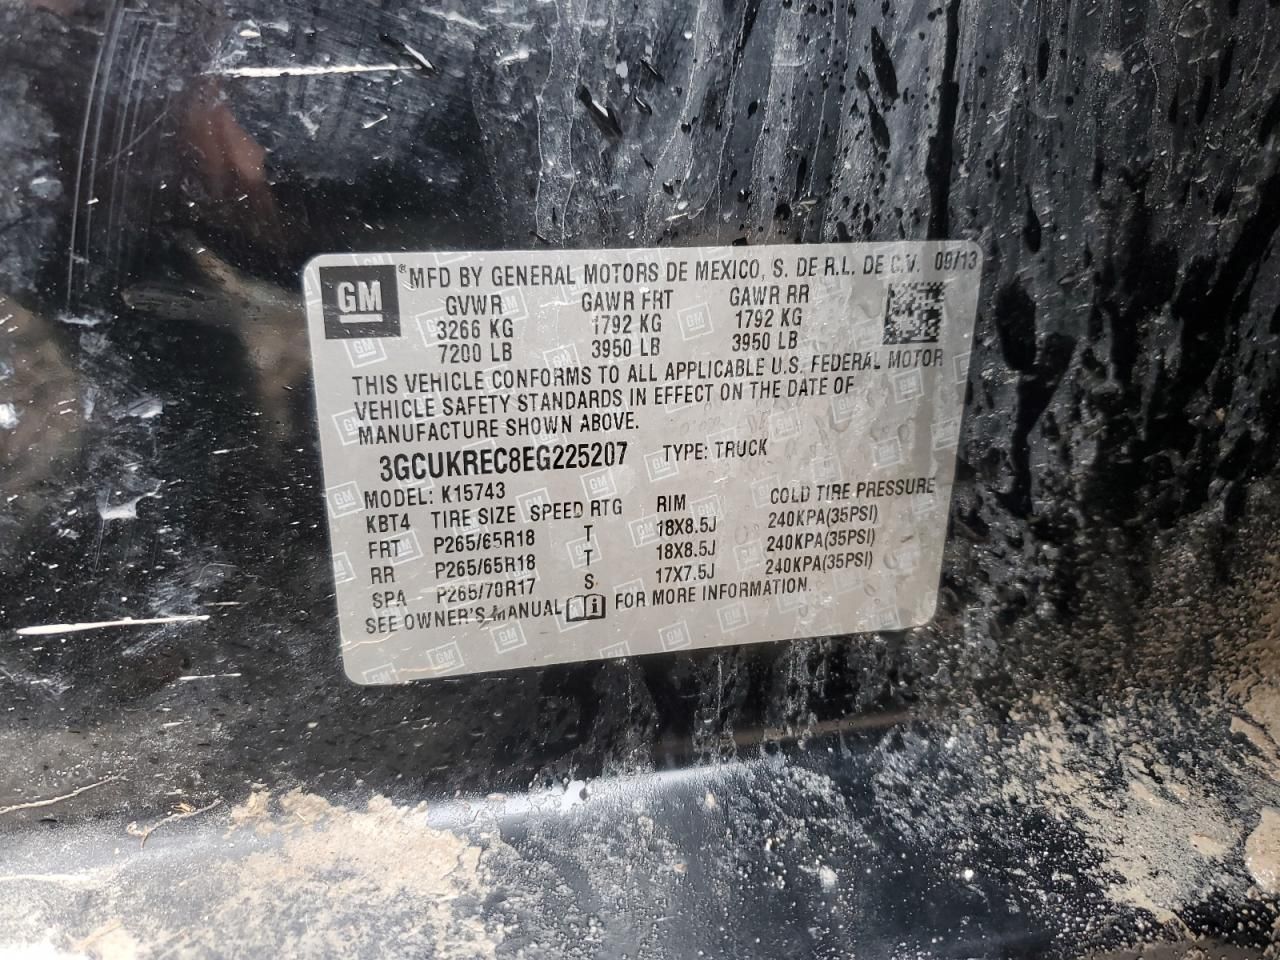 GM ® MFD BY GENERAL MOTORS DE MEXICO, S. DE R.L. DE C.V. 09/13
GVWR GAWR FRT GAWR RR
3266 KG 1792 KG 1792 KG
7200 LB 3950 LB 3950 LB
THIS VEHICLE CONFORMS TO ALL APPLICABLE U.S. FEDERAL MOTOR
VEHICLE SAFETY STANDARDS IN EFFECT ON THE DATE OF
MANUFACTURE SHOWN ABOVE.
3GCUKREC8EG225207 TYPE: TRUCK
MODEL: K15743
KBT4 TIRE SIZE SPEED RTG RIM COLD TIRE PRESSURE
FRT P265/65R18 T 18X8.5J 240KPA(35PSI)
RR P265/65R18 T 18X8.5J 240KPA(35PSI)
SPA P265/70R17 S 17X7.5J 240KPA(35PSI)
SEE OWNER'S MANUAL FOR MORE INFORMATION.